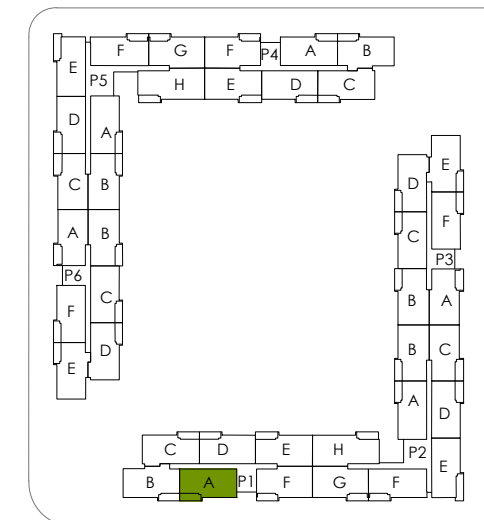 F G F P4 A B
E
P5
H E D C
D
A
E
D
C B
F
C
P3
A B
P6
B A
C
F
B C
D
E
A
D
C D E H
P2
E
B A P1 F G F